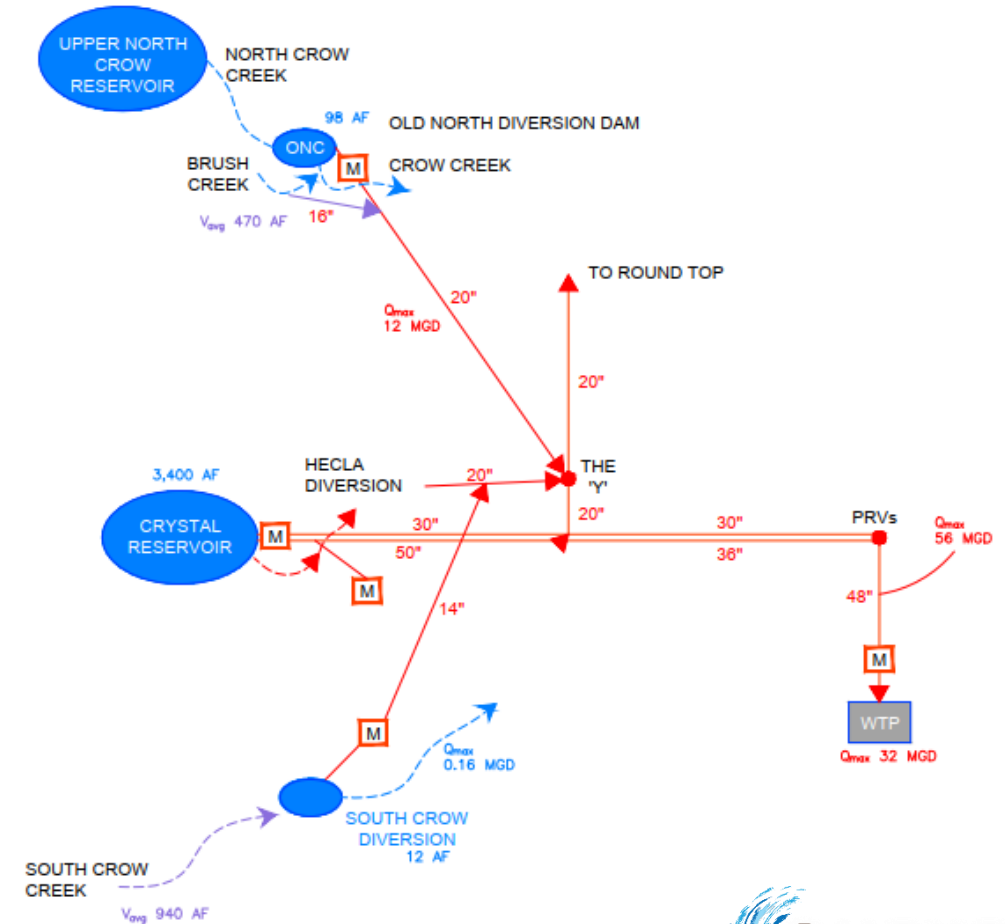 UPPER NORTH
CROW
RESERVOIR
NORTH CROW
CREEK
98 AF
OLD NORTH DIVERSION DAM
ONC
M
CROW CREEK
BRUSH
CREEK
Vavg 470 AF
16"
TO ROUND TOP
20"
Qmax
12 MGD
20"
HECLA
DIVERSION
20"
THE
'Y'
3,400 AF
CRYSTAL
RESERVOIR
M
30"
50"
20"
30"
36"
PRVs
Qmax
56 MGD
M
48"
14"
M
WTP
Qmax 32 MGD
M
Qmax
0.16 MGD
SOUTH CROW
DIVERSION
12 AF
SOUTH CROW
CREEK
Vavg 940 AF